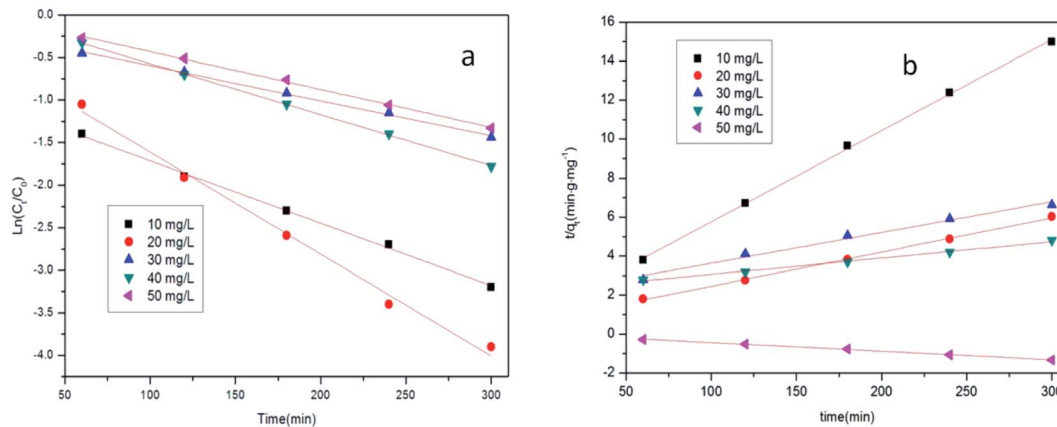 a
Ln(Cₜ/C₀)
0.0
-0.5
-1.0
-1.5
-2.0
-2.5
-3.0
-3.5
-4.0
10 mg/L
20 mg/L
30 mg/L
40 mg/L
50 mg/L
50 100 150 200 250 300
Time(min)
b
t/qₜ(min·g·mg⁻¹)
16
14
12
10
8
6
4
2
0
-2
10 mg/L
20 mg/L
30 mg/L
40 mg/L
50 mg/L
50 100 150 200 250 300
time(min)